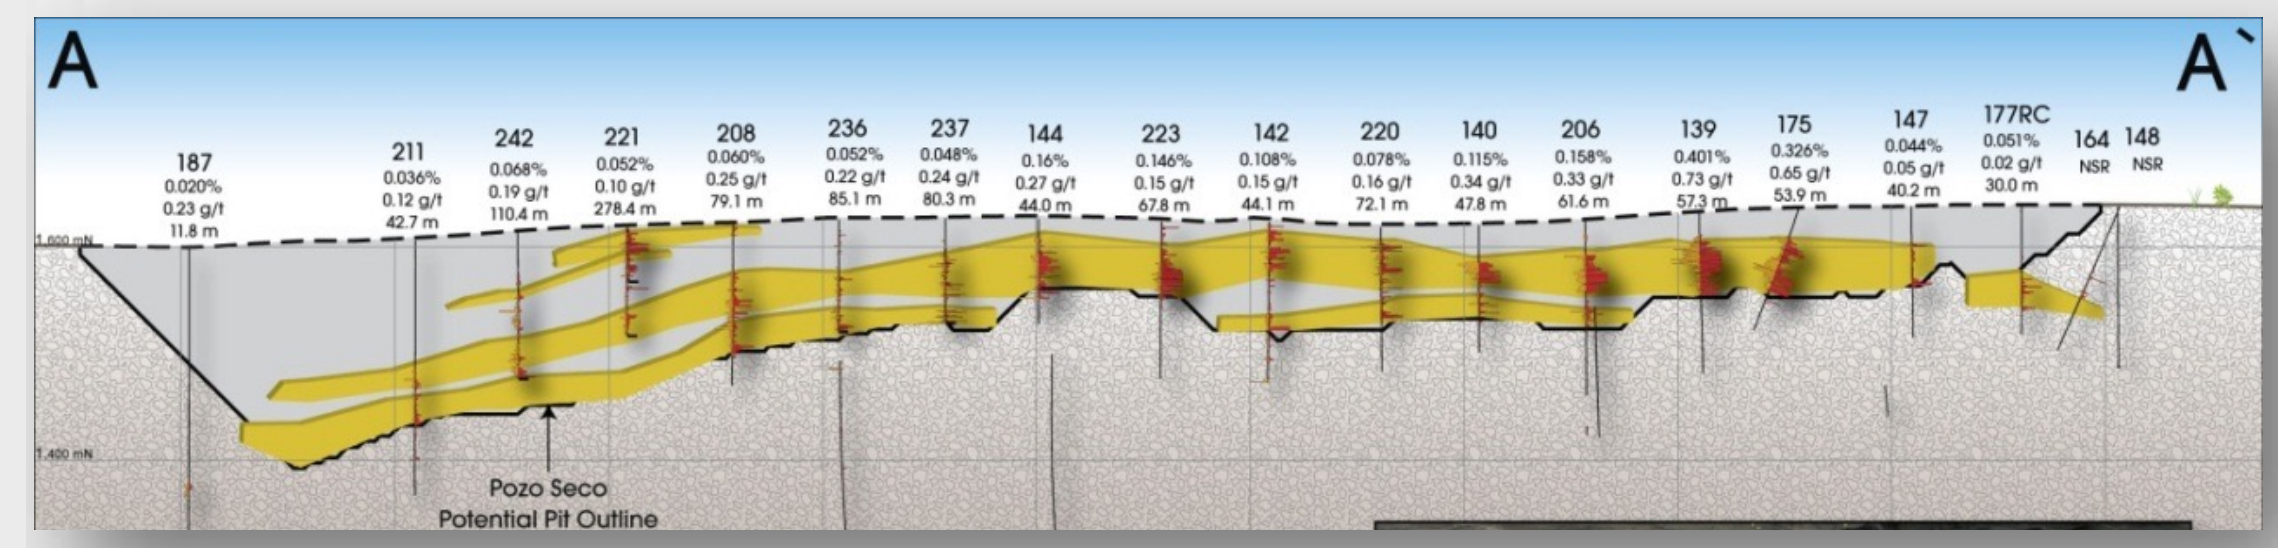 A
A`
187
0.020%
0.23 g/t
11.8 m
211
0.036%
0.12 g/t
42.7 m
242
0.068%
0.19 g/t
110.4 m
221
0.052%
0.10 g/t
278.4 m
208
0.060%
0.25 g/t
79.1 m
236
0.052%
0.22 g/t
85.1 m
237
0.048%
0.24 g/t
80.3 m
144
0.16%
0.27 g/t
44.0 m
223
0.146%
0.15 g/t
67.8 m
142
0.108%
0.15 g/t
44.1 m
220
0.078%
0.16 g/t
72.1 m
140
0.115%
0.34 g/t
47.8 m
206
0.158%
0.33 g/t
61.6 m
139
0.401%
0.73 g/t
57.3 m
175
0.326%
0.65 g/t
53.9 m
147
0.044%
0.05 g/t
40.2 m
177RC
0.051%
0.02 g/t
30.0 m
164
NSR
148
NSR
1,600 mN
1,400 mN
Pozo Seco
Potential Pit Outline